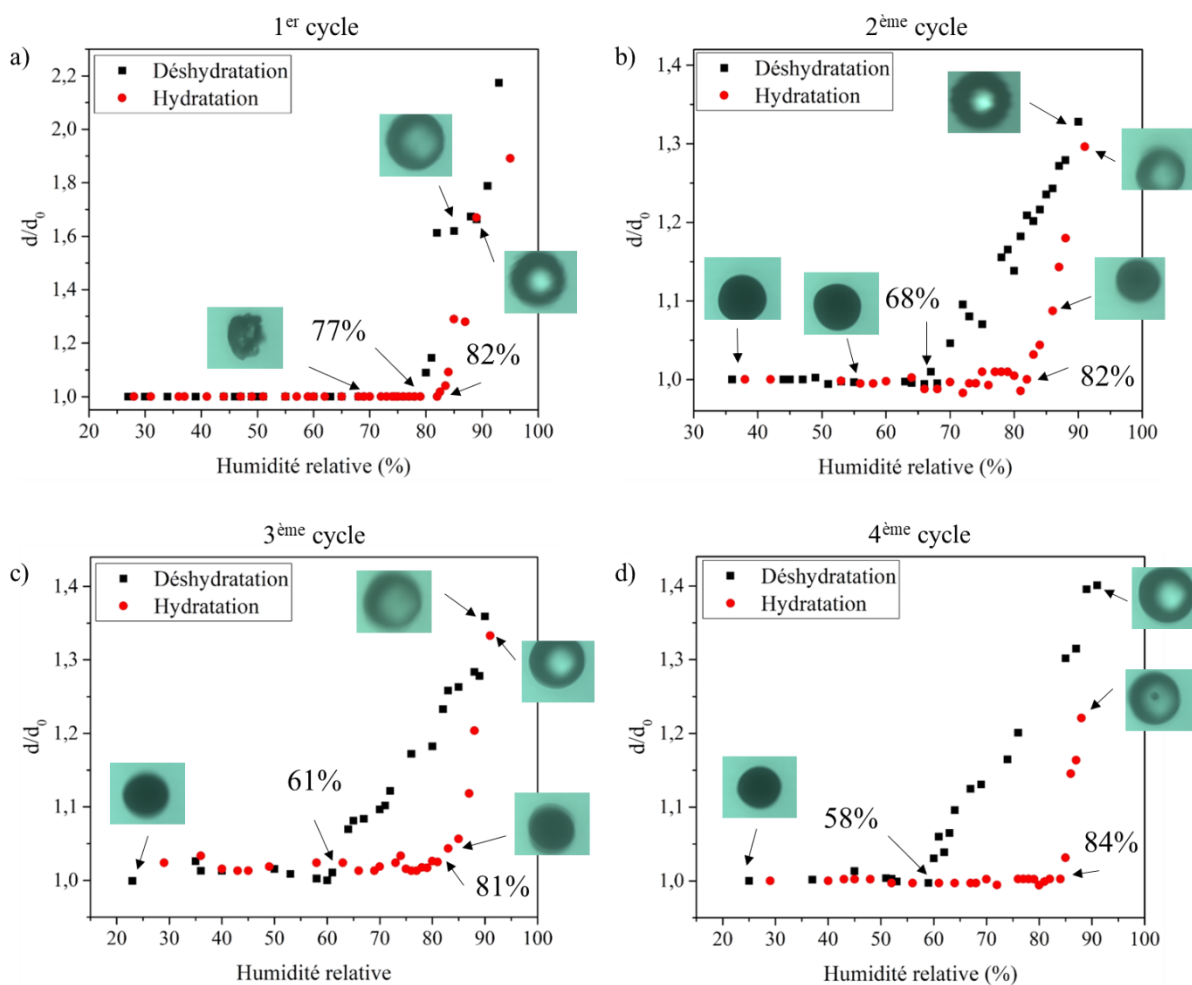 1er cycle
a)
Déshydratation
Hydratation
2,2
2,0
1,8
1,6
1,4
1,2
1,0
77%
82%
20 30 40 50 60 70 80 90 100
Humidité relative (%)
d/d0
2ème cycle
b)
Déshydratation
Hydratation
1,4
1,3
1,2
1,1
1,0
68%
82%
30 40 50 60 70 80 90 100
Humidité relative (%)
d/d0
3ème cycle
c)
Déshydratation
Hydratation
1,4
1,3
1,2
1,1
1,0
61%
81%
20 30 40 50 60 70 80 90 100
Humidité relative
d/d0
4ème cycle
d)
Déshydratation
Hydratation
1,4
1,3
1,2
1,1
1,0
58%
84%
20 30 40 50 60 70 80 90 100
Humidité relative (%)
d/d0